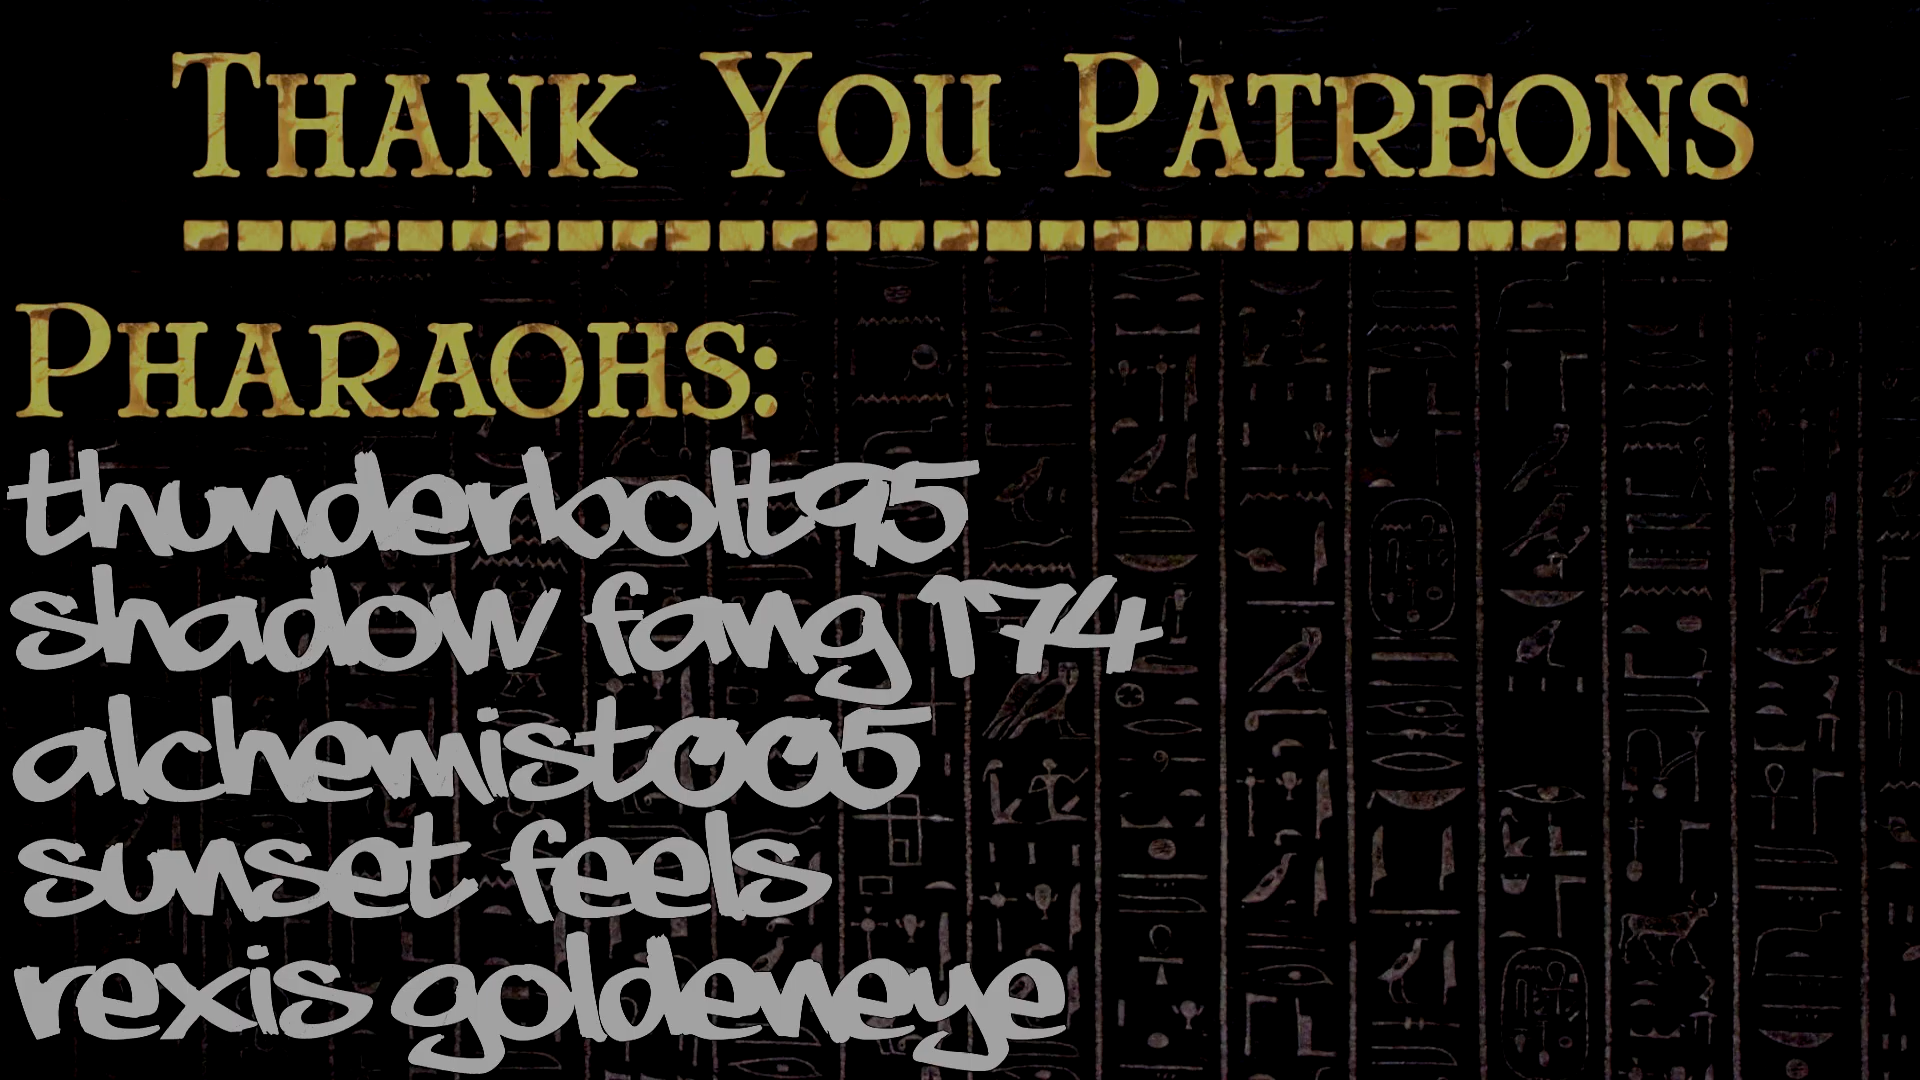 Thank You Patreons
Pharaohs:
thunderbolt95
shadow fang 174
alchemist005
sunset feels
rexis goldeneye